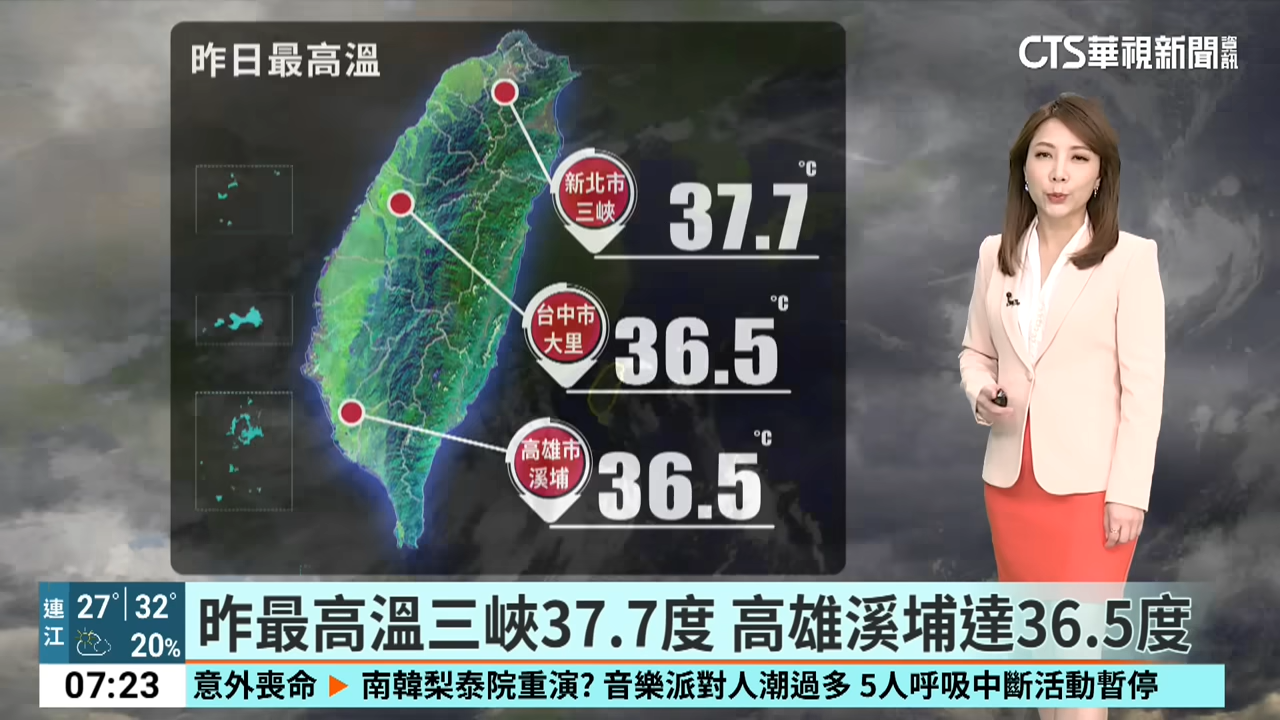 昨日最高溫
CTS華視新聞資訊
新北市
三峽
37.7
°C
台中市
大里
36.5
°C
高雄市
溪埔
36.5
°C
連江
27° 32°
20%
昨最高溫三峽37.7度 高雄溪埔達36.5度
07:23
意外喪命 ▶ 南韓梨泰院重演? 音樂派對人潮過多 5人呼吸中斷活動暫停